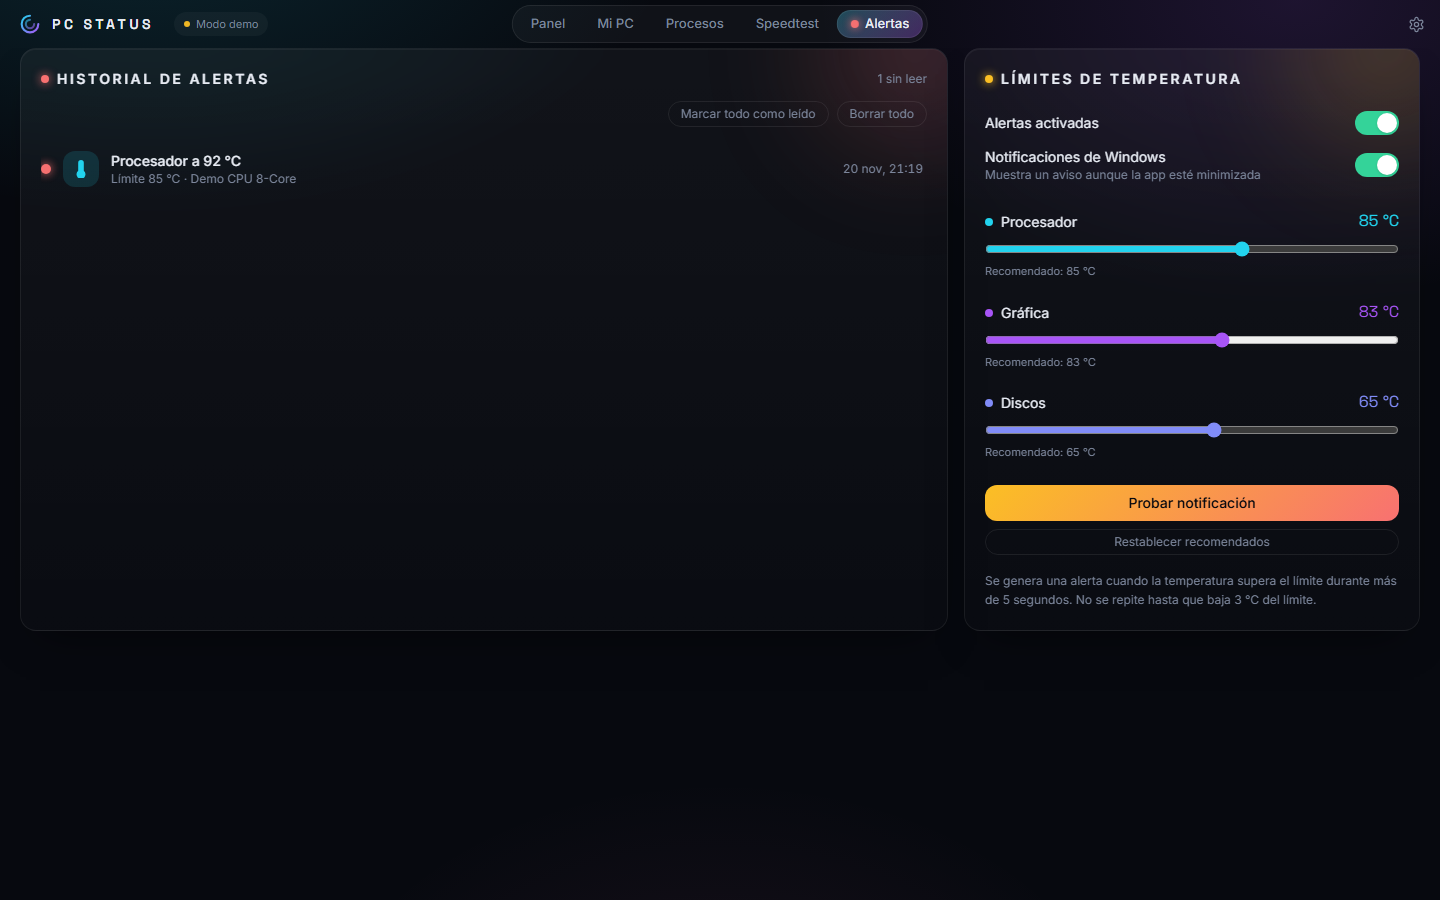 PC STATUS
Modo demo
Panel
Mi PC
Procesos
Speedtest
Alertas
HISTORIAL DE ALERTAS
1 sin leer
Marcar todo como leído
Borrar todo
Procesador a 92 °C
Límite 85 °C · Demo CPU 8-Core
20 nov, 21:19
LÍMITES DE TEMPERATURA
Alertas activadas
Notificaciones de Windows
Muestra un aviso aunque la app esté minimizada
Procesador
85 °C
Recomendado: 85 °C
Gráfica
83 °C
Recomendado: 83 °C
Discos
65 °C
Recomendado: 65 °C
Probar notificación
Restablecer recomendados
Se genera una alerta cuando la temperatura supera el límite durante más
de 5 segundos. No se repite hasta que baja 3 °C del límite.